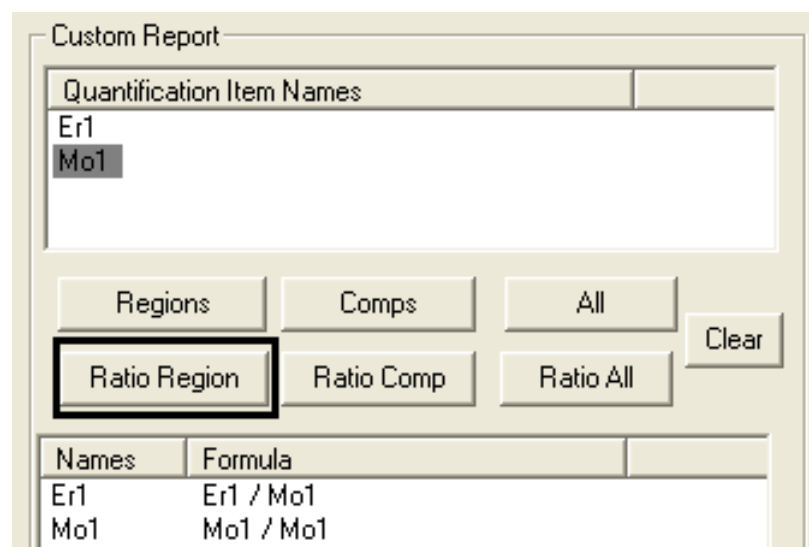 Custom Report
Quantification Item Names
Er1
Mo1
Regions Comps All
Clear
Ratio Region Ratio Comp Ratio All
Names Formula
Er1 Er1 / Mo1
Mo1 Mo1 / Mo1